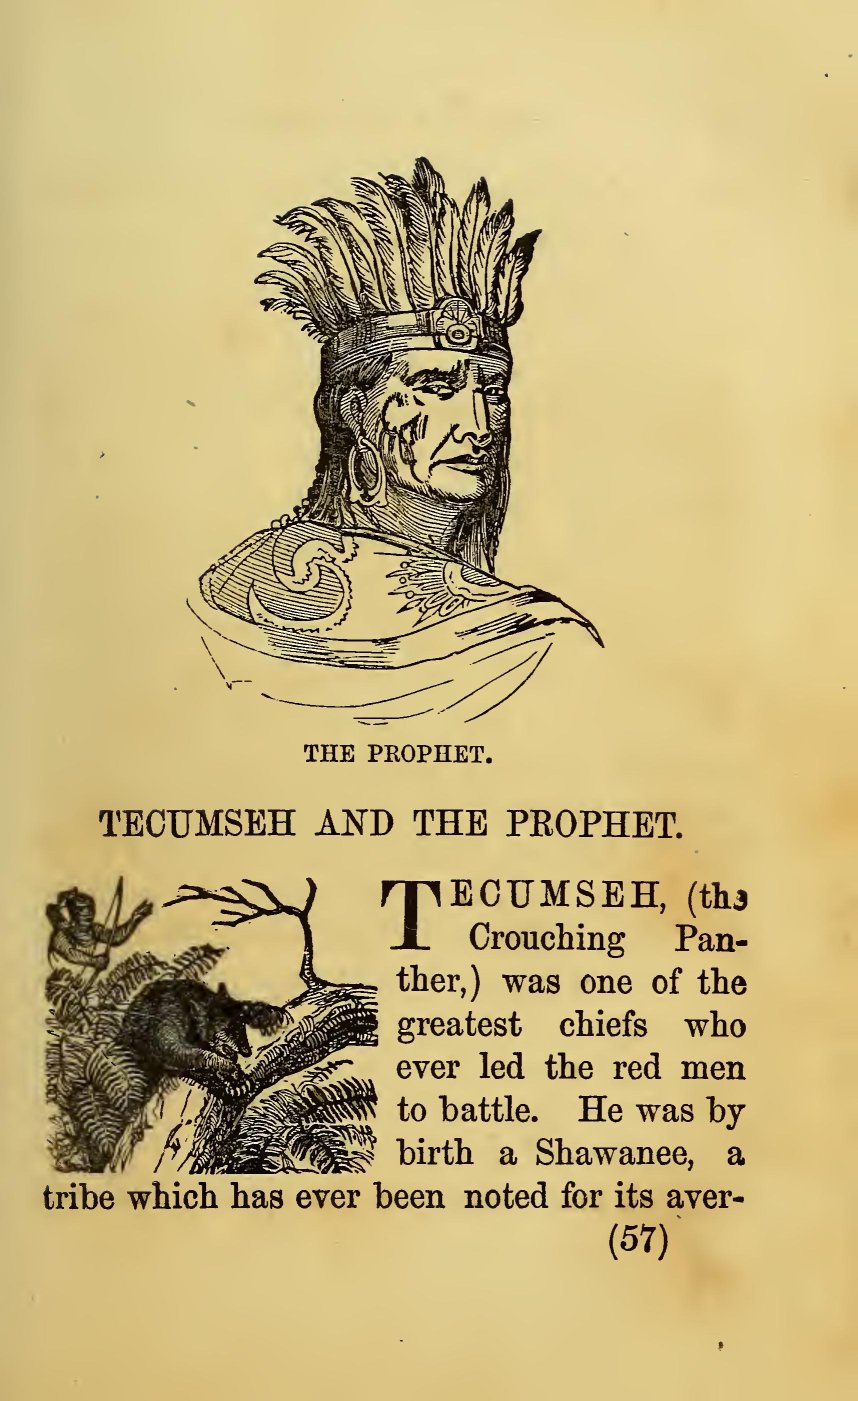 THE PROPHET.
TECUMSEH AND THE PROPHET.
TECUMSEH, (the
Crouching Pan-
ther,) was one of the
greatest chiefs who
ever led the red men
to battle. He was by
birth a Shawanee, a
tribe which has ever been noted for its aver-
(57)